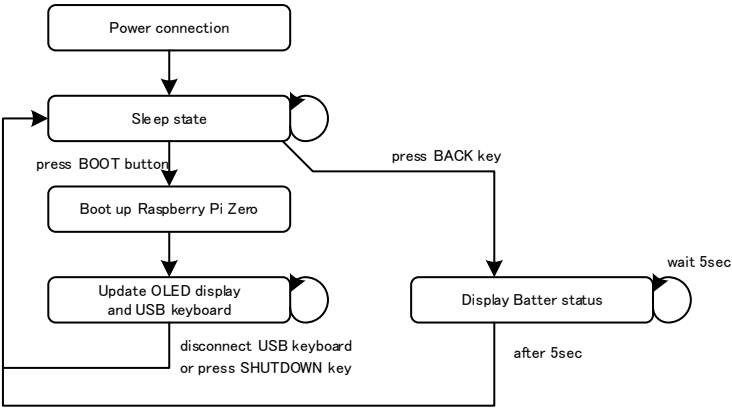 Power connection
Sleep state
press BOOT button
press BACK key
Boot up Raspberry Pi Zero
wait 5sec
Update OLED display
and USB keyboard
Display Batter status
disconnect USB keyboard
or press SHUTDOWN key
after 5sec